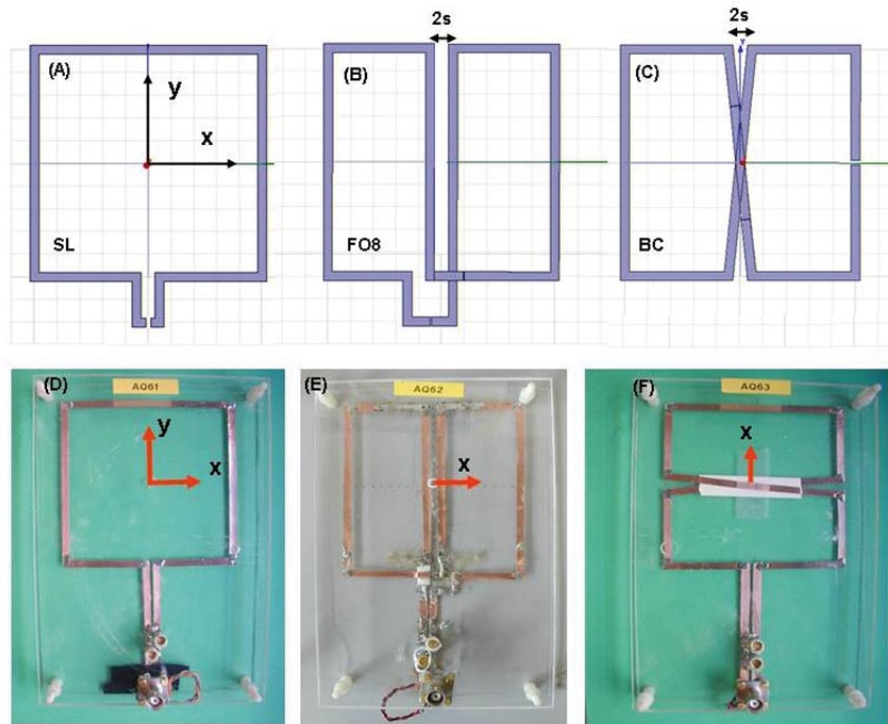 2s
2s
(A)
(B)
(C)
y
x
SL
FO8
BC
(D)
AQ61
y
x
(E)
AQ62
x
(F)
AQ63
x